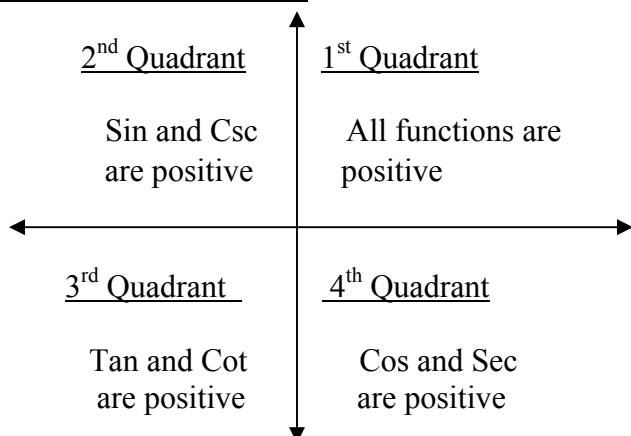 2nd Quadrant
Sin and Csc
are positive
1st Quadrant
All functions are
positive
3rd Quadrant
Tan and Cot
are positive
4th Quadrant
Cos and Sec
are positive